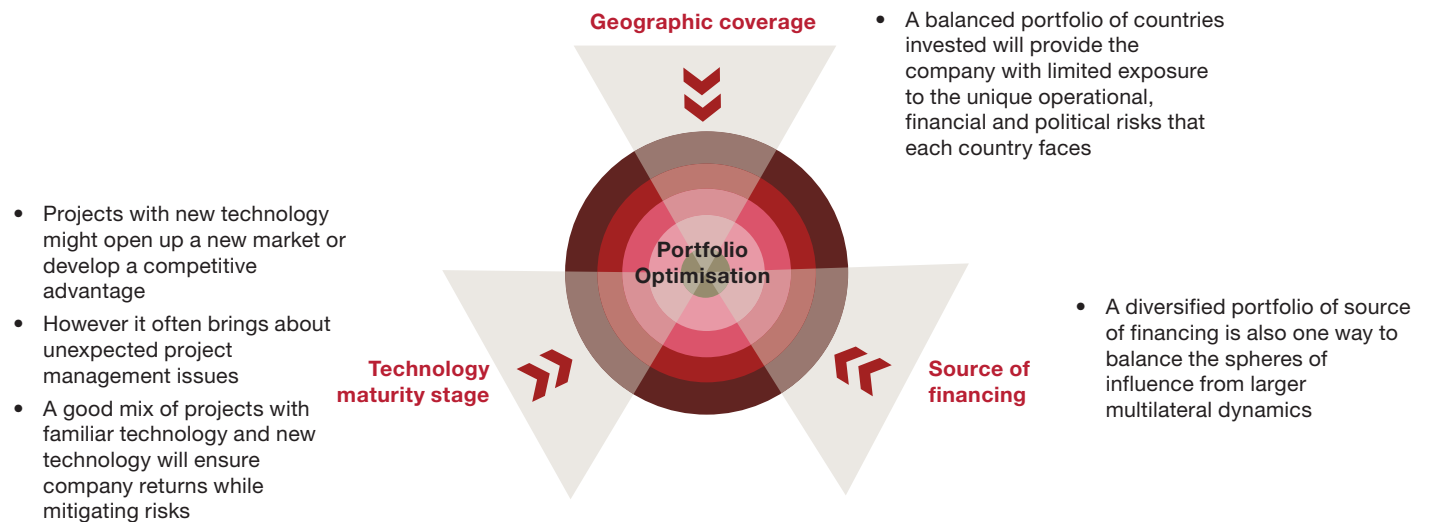 Geographic coverage
• A balanced portfolio of countries
invested will provide the
company with limited exposure
to the unique operational,
financial and political risks that
each country faces
• Projects with new technology
might open up a new market or
develop a competitive
advantage
• However it often brings about
unexpected project
management issues
• A good mix of projects with
familiar technology and new
technology will ensure
company returns while
mitigating risks
Portfolio
Optimisation
Technology
maturity stage
Source of
financing
• A diversified portfolio of source
of financing is also one way to
balance the spheres of
influence from larger
multilateral dynamics